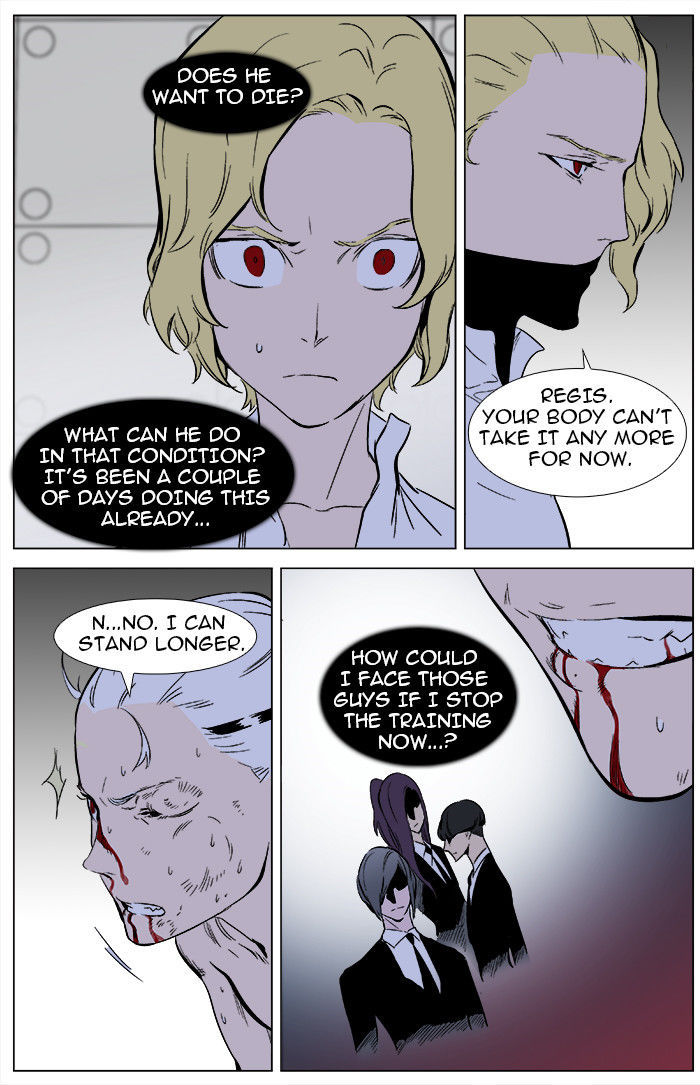 DOES HE
WANT TO DIE?
WHAT CAN HE DO
IN THAT CONDITION?
IT'S BEEN A COUPLE
OF DAYS DOING THIS
ALREADY...
REGIS.
YOUR BODY CAN'T
TAKE IT ANY MORE
FOR NOW.
N...NO. I CAN
STAND LONGER.
HOW COULD
I FACE THOSE
GUYS IF I STOP
THE TRAINING
NOW...?